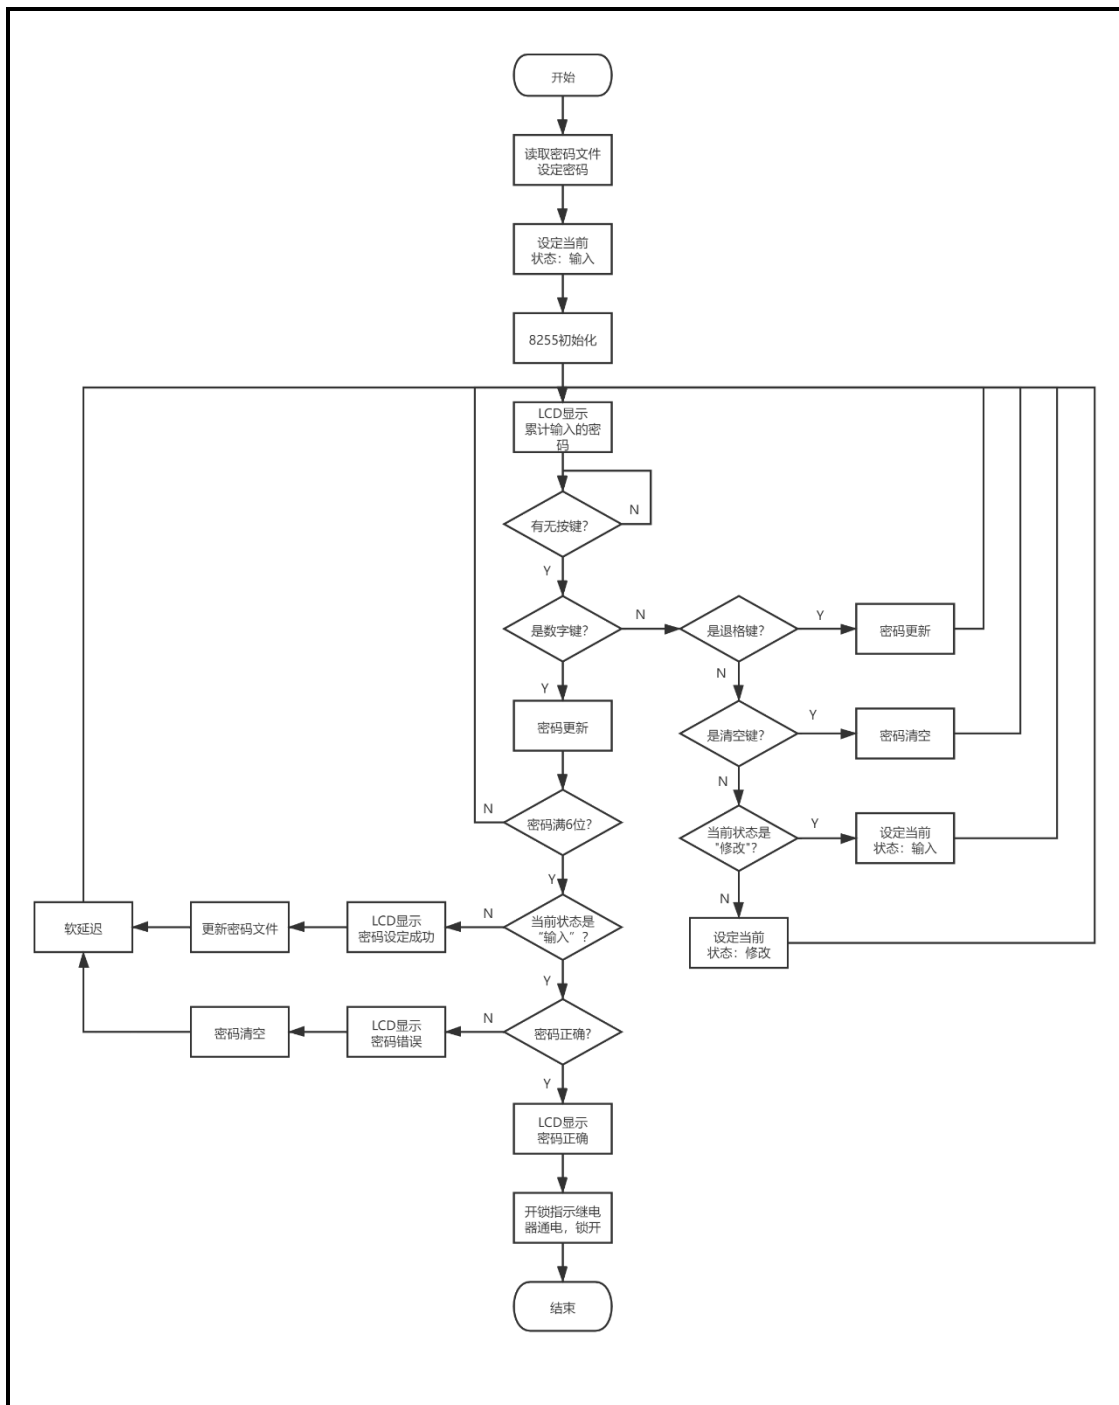 开始
读取密码文件
设定密码
设定当前
状态：输入
8255初始化
LCD显示
累计输入的密
码
有无按键？
N
Y
是数字键？
N
是退格键？
Y
密码更新
Y
N
密码更新
是清空键？
Y
密码清空
N
N
密码满6位？
当前状态是
"修改"？
Y
设定当前
状态：输入
Y
N
软延迟
更新密码文件
LCD显示
密码设定成功
N
当前状态是
“输入”？
设定当前
状态：修改
Y
密码清空
LCD显示
密码错误
N
密码正确？
Y
LCD显示
密码正确
开锁指示继电
器通电，锁开
结束